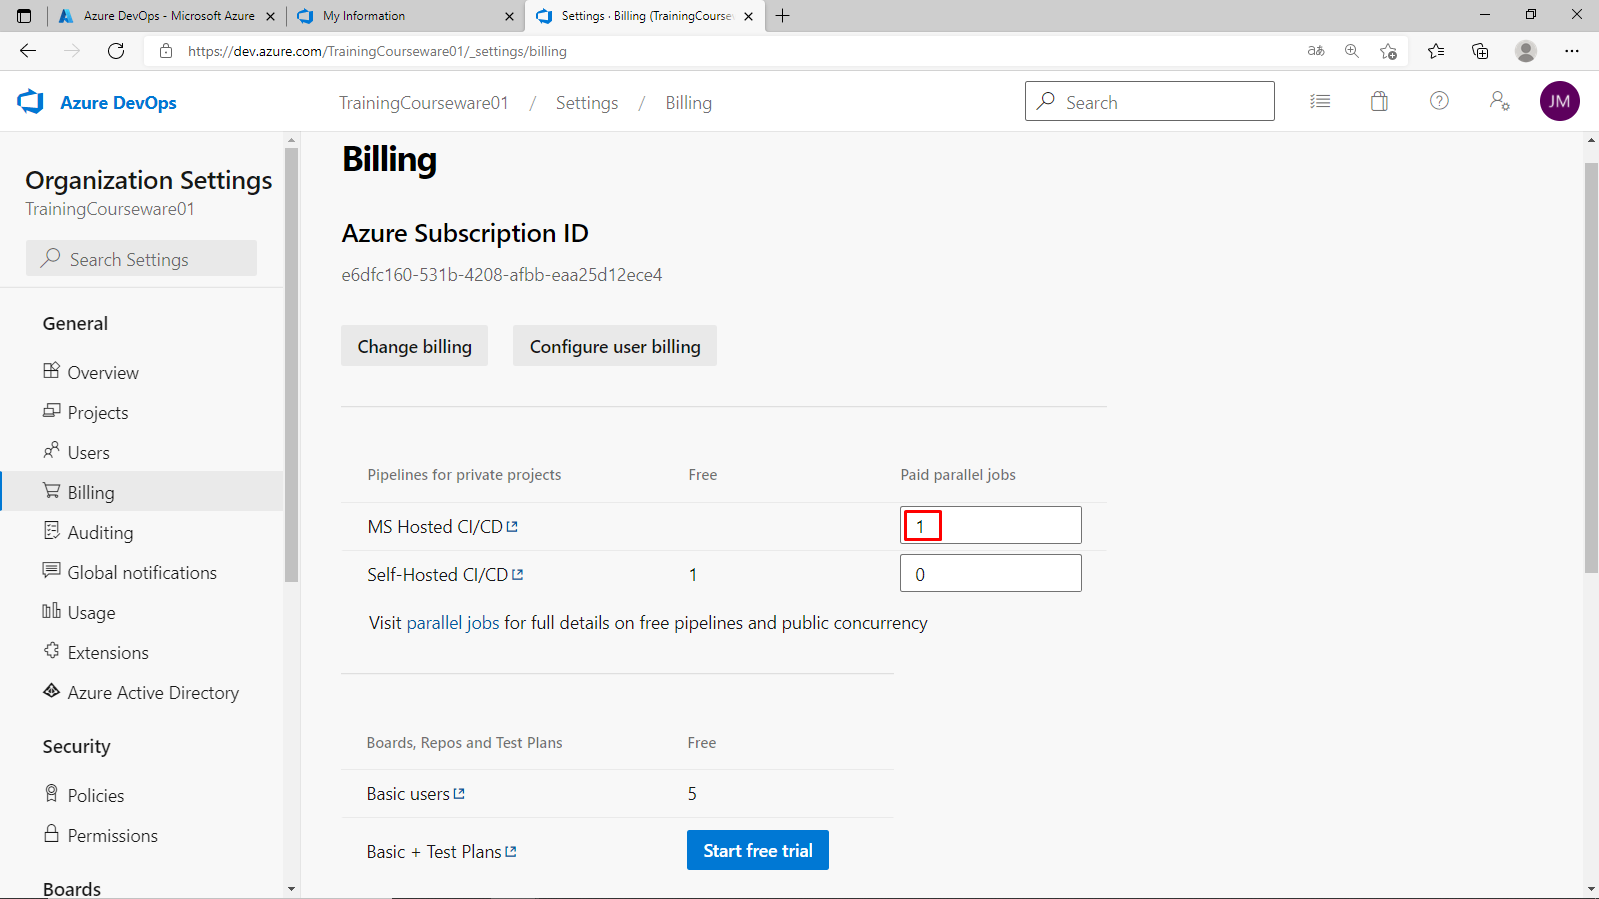 Azure DevOps - Microsoft Azure
My Information
Settings · Billing (TrainingCourse
https://dev.azure.com/TrainingCourseware01/_settings/billing
aあ
Azure DevOps
TrainingCourseware01 / Settings / Billing
Search
JM
Organization Settings
TrainingCourseware01
Search Settings
General
Overview
Projects
Users
Billing
Auditing
Global notifications
Usage
Extensions
Azure Active Directory
Security
Policies
Permissions
Boards
Billing
Azure Subscription ID
e6dfc160-531b-4208-afbb-eaa25d12ece4
Change billing
Configure user billing
Pipelines for private projects Free Paid parallel jobs
MS Hosted CI/CD 1
Self-Hosted CI/CD 1 0
Visit parallel jobs for full details on free pipelines and public concurrency
Boards, Repos and Test Plans Free
Basic users 5
Basic + Test Plans Start free trial